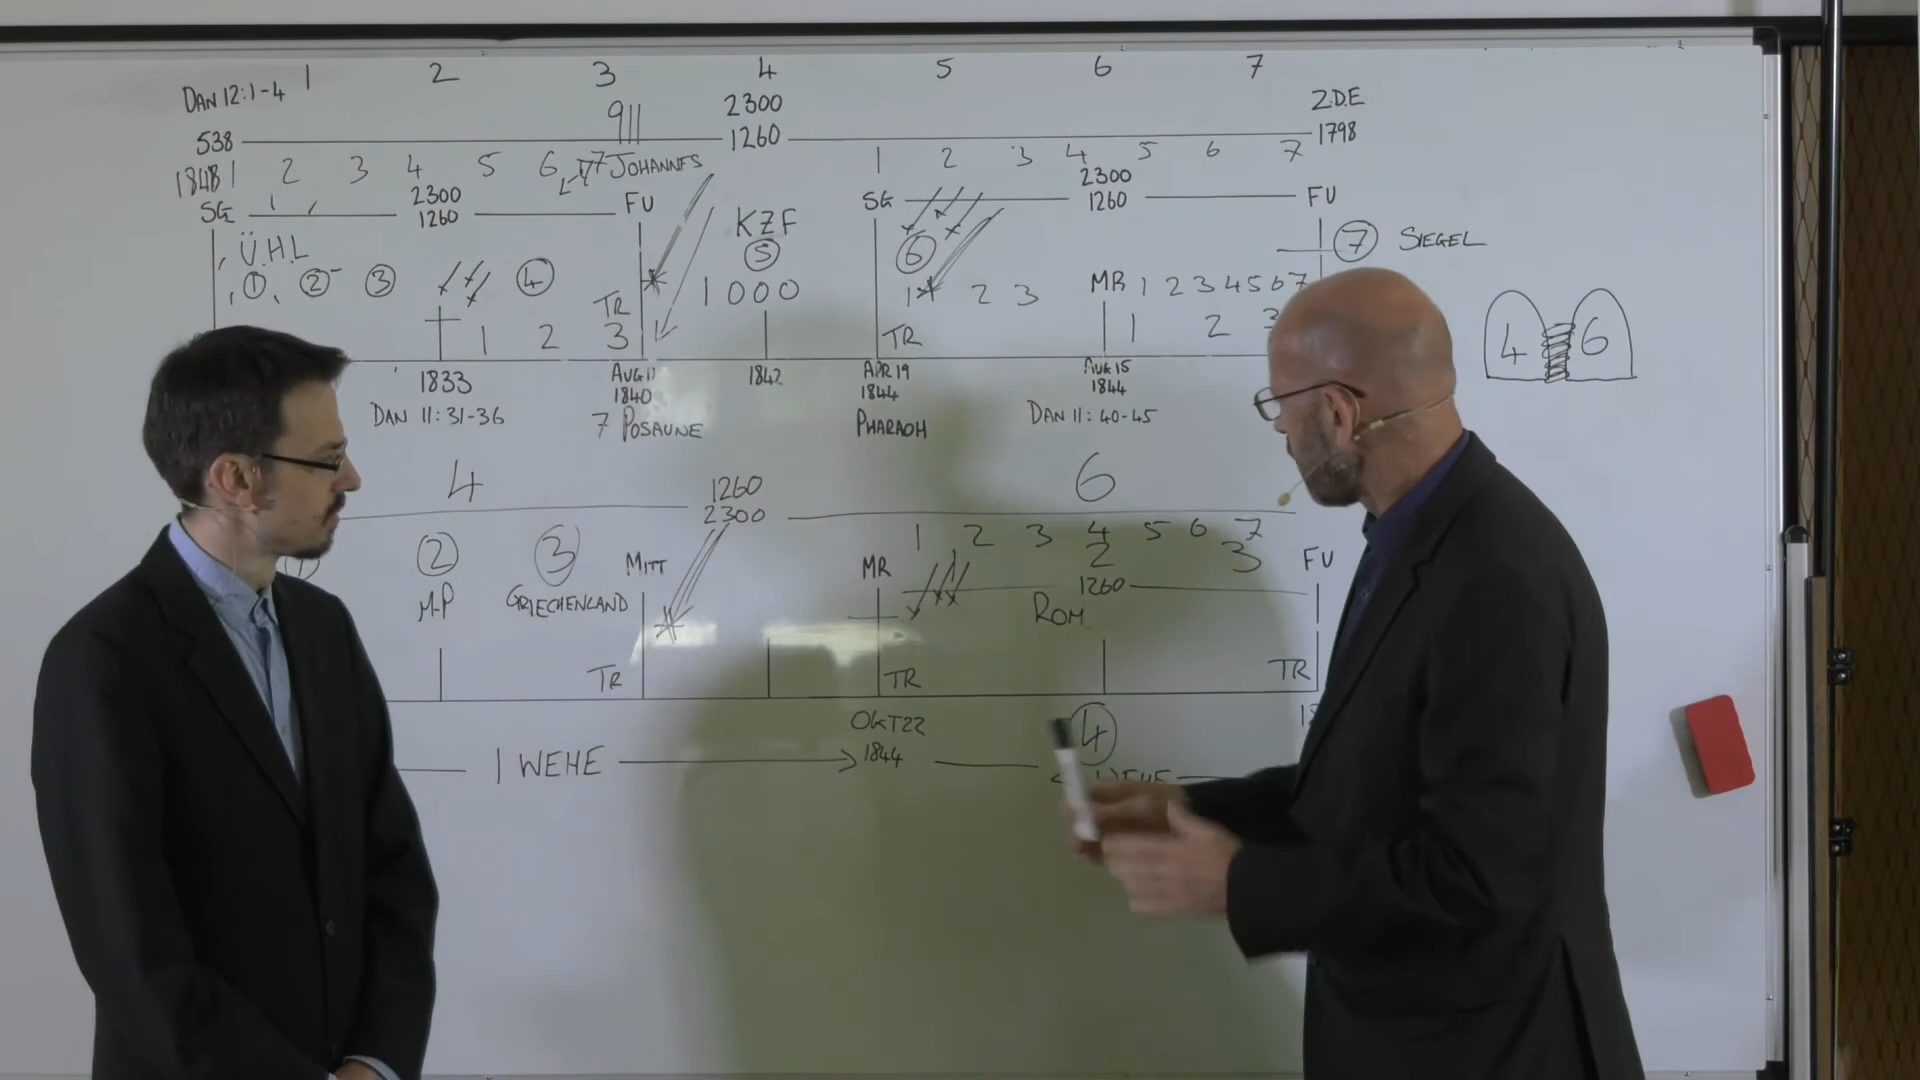 1 2 3 4 5 6 7
DAN 12:1-4 911 2300 Z.D.E
538 1260 1798
1848 1 2 3 4 5 6 7 JOHANNES 1 2 3 4 5 6 7
2300 2300
SG 1260 FU KZF SG 1260 FU
Ü.H.L 5 6 7 SIEGEL
1 2 3 4 TR 1000 1 2 3 MR 1 2 3 4 5 6 7
1 2 3 TR 1 2 3 4 6
1833 AUG 11 1842 APR 19 AUG 15
1840 1844 1844
DAN 11:31-36 7 POSAUNE PHARAOH DAN 11:40-45
4 1260 6
2300
1 2 3 4 5 6 7
1 2 3 MITT MR 2 3 FU
M-P GRIECHENLAND 1260
ROM
TR TR TR
OKT 22 4
1 WEHE 1844 WEHE